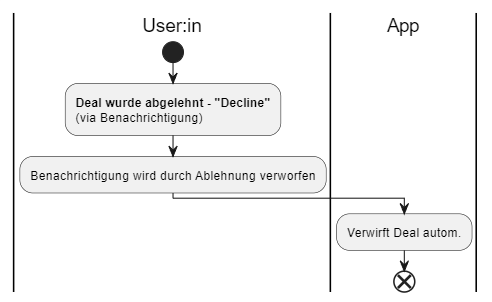 User:in
App
Deal wurde abgelehnt - "Decline"
(via Benachrichtigung)
Benachrichtigung wird durch Ablehnung verworfen
Verwirft Deal autom.